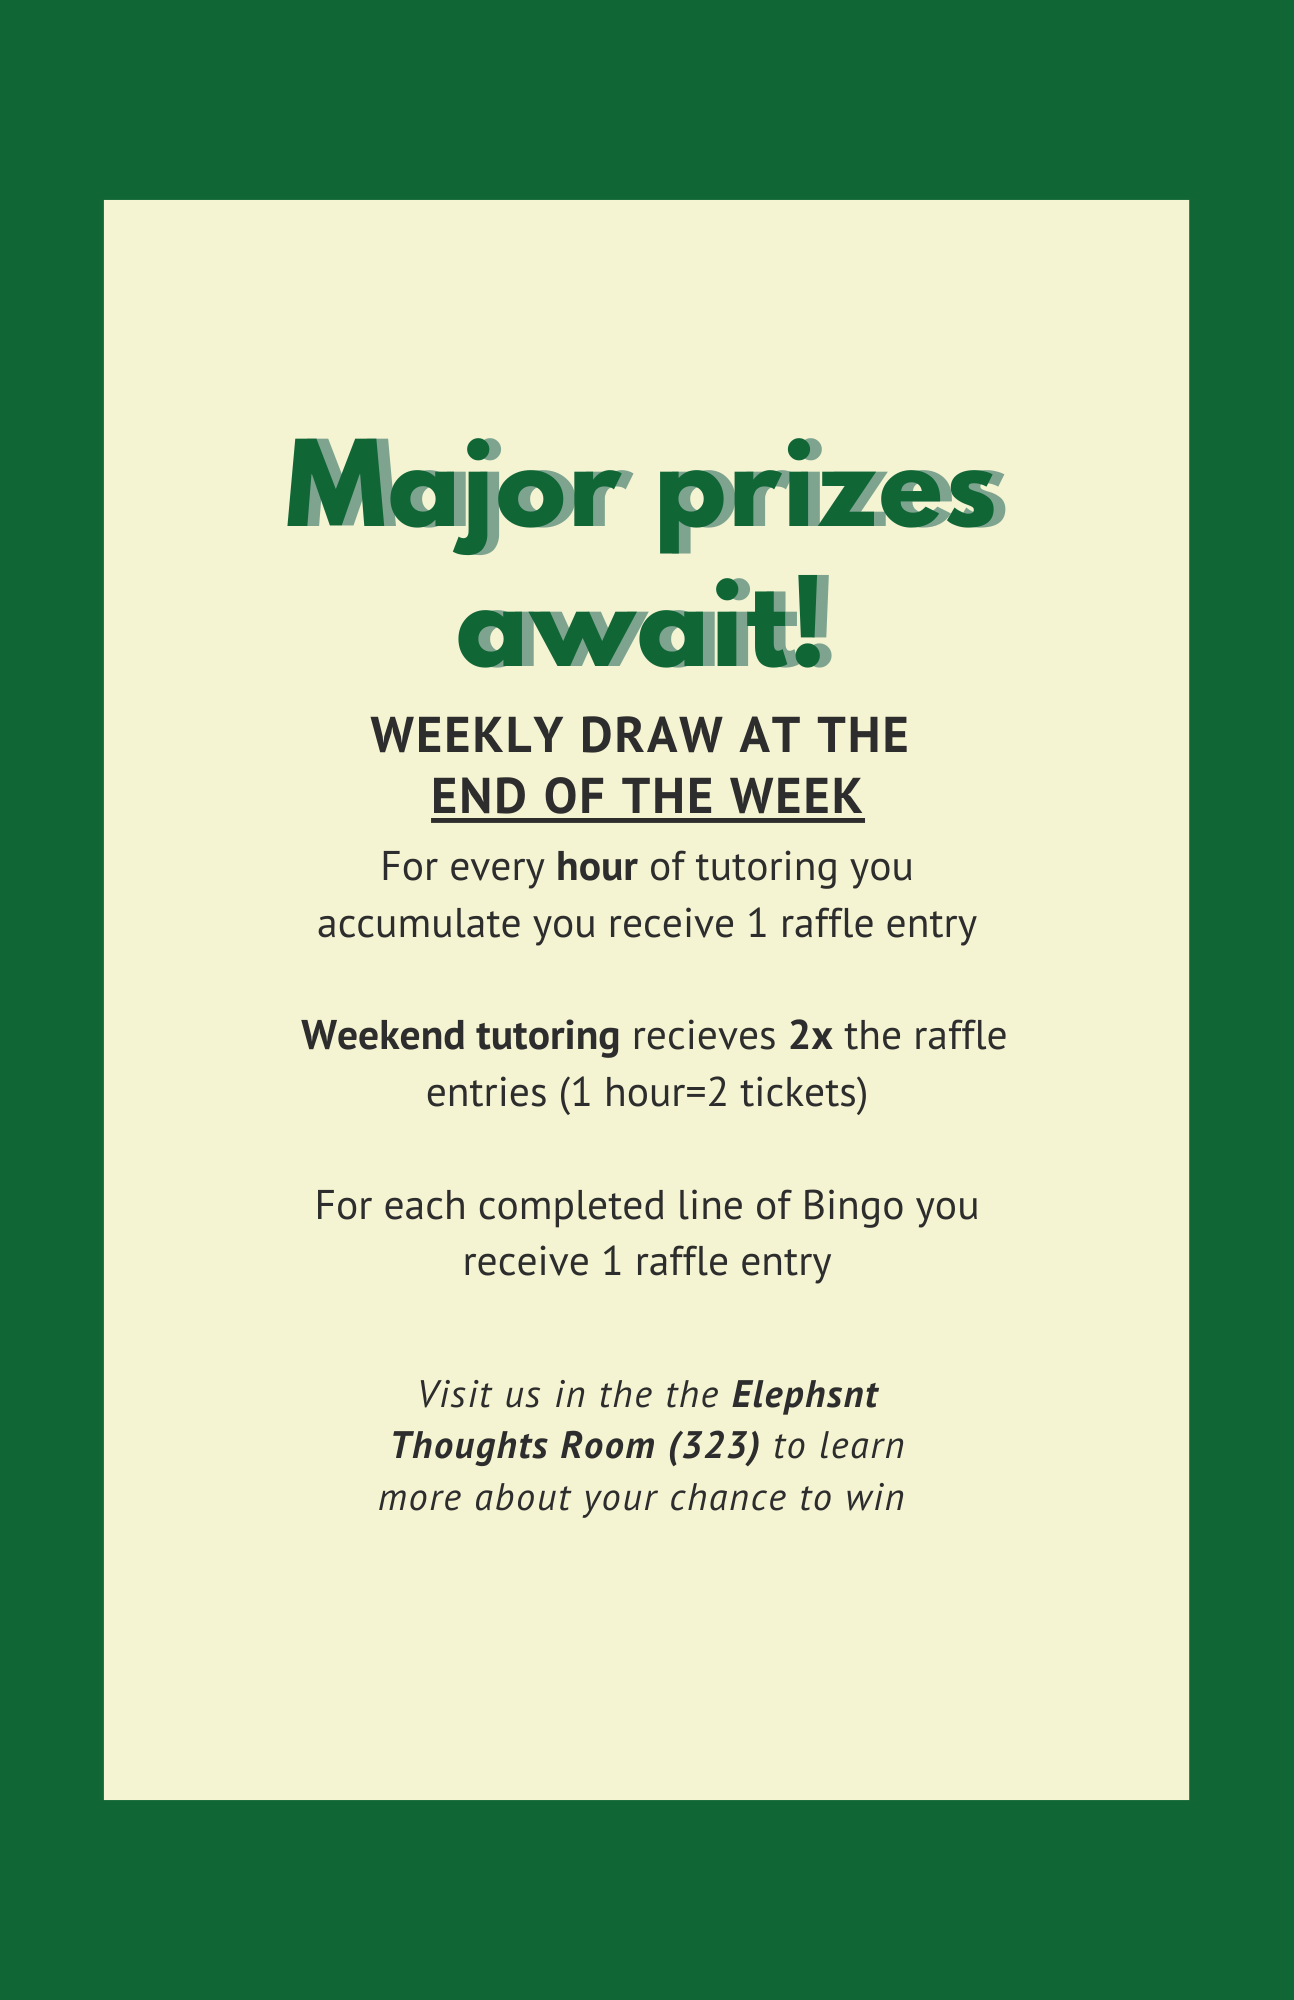 Major prizes
await!
WEEKLY DRAW AT THE
END OF THE WEEK
For every hour of tutoring you
accumulate you receive 1 raffle entry
Weekend tutoring recieves 2x the raffle
entries (1 hour=2 tickets)
For each completed line of Bingo you
receive 1 raffle entry
Visit us in the the Elephsnt
Thoughts Room (323) to learn
more about your chance to win